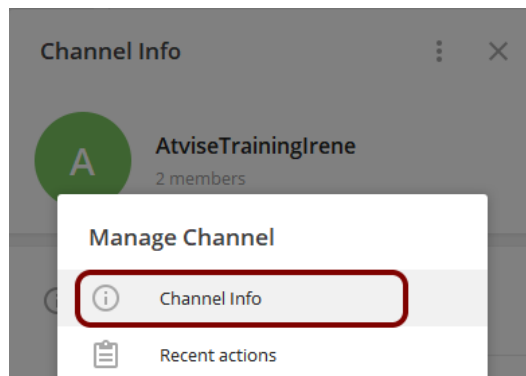 Channel Info
A
AtviseTrainingIrene
2 members
Manage Channel
Channel Info
Recent actions